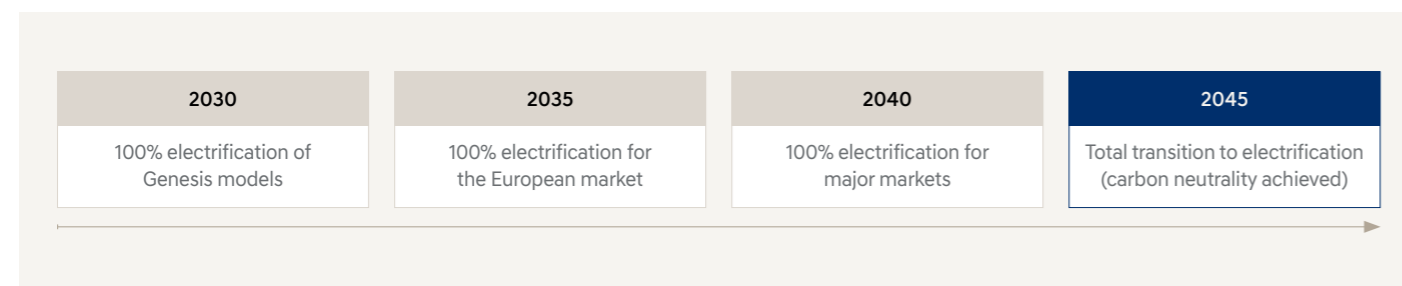 2030
100% electrification of
Genesis models
2035
100% electrification for
the European market
2040
100% electrification for
major markets
2045
Total transition to electrification
(carbon neutrality achieved)